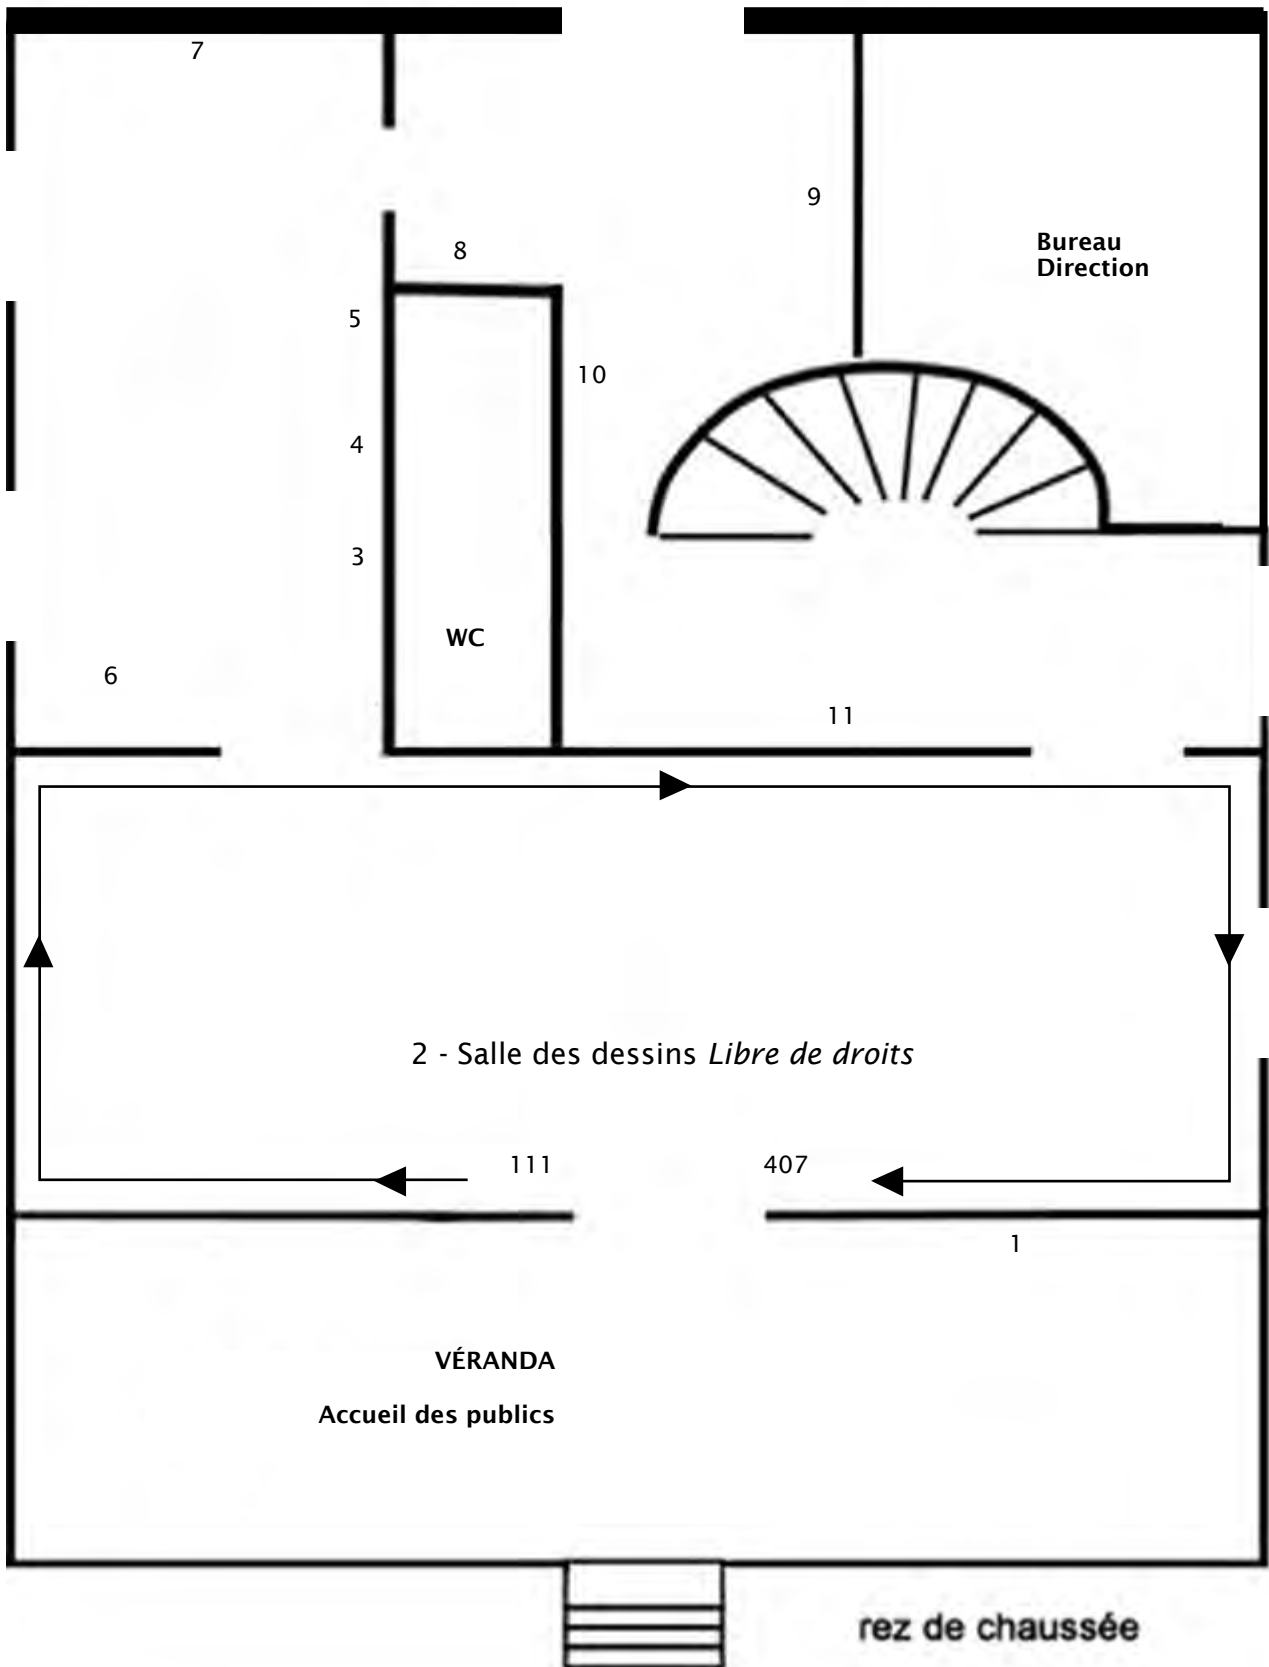 7
9
Bureau
Direction
8
5
10
4
3
WC
6
11
2 - Salle des dessins Libre de droits
111
407
1
VÉRANDA
Accueil des publics
rez de chaussée